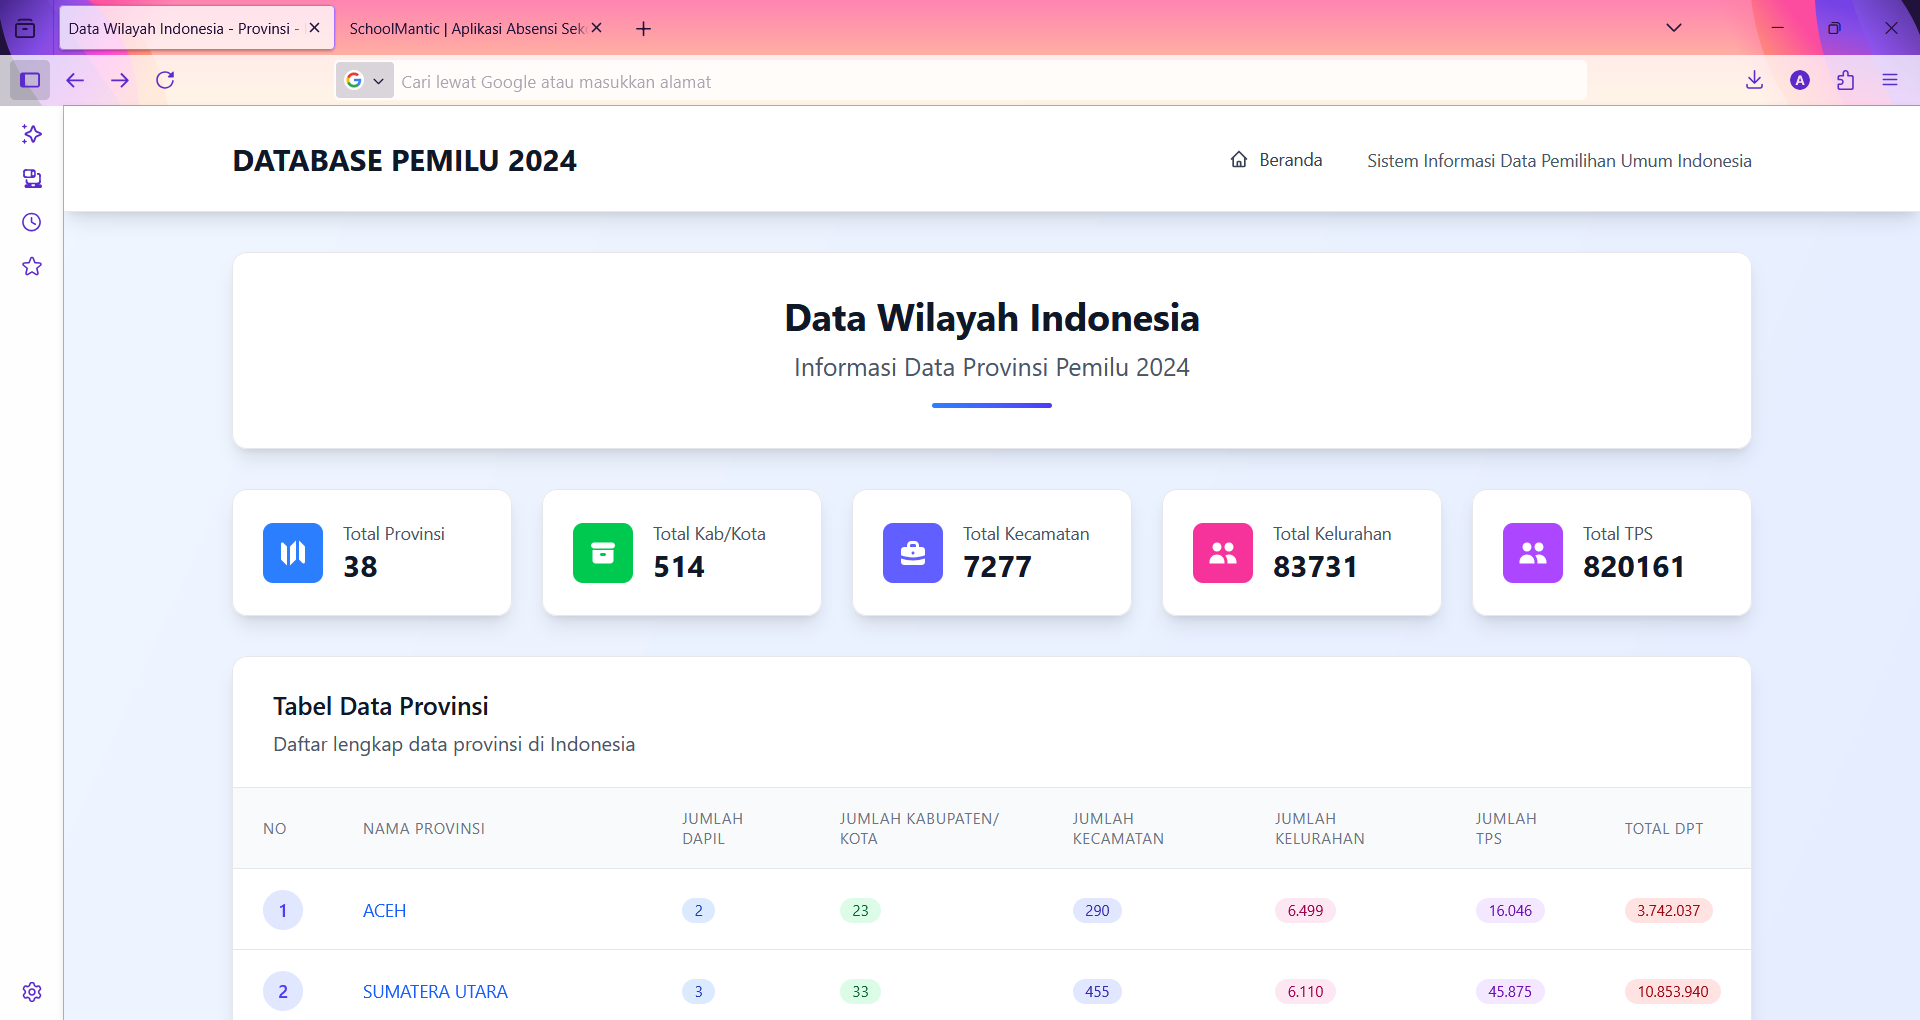 Data Wilayah Indonesia - Provinsi -
SchoolMantic | Aplikasi Absensi Sek
Cari lewat Google atau masukkan alamat
A
DATABASE PEMILU 2024
Beranda
Sistem Informasi Data Pemilihan Umum Indonesia
Data Wilayah Indonesia
Informasi Data Provinsi Pemilu 2024
Total Provinsi
38
Total Kab/Kota
514
Total Kecamatan
7277
Total Kelurahan
83731
Total TPS
820161
Tabel Data Provinsi
Daftar lengkap data provinsi di Indonesia
NO
NAMA PROVINSI
JUMLAH
DAPIL
JUMLAH KABUPATEN/
KOTA
JUMLAH
KECAMATAN
JUMLAH
KELURAHAN
JUMLAH
TPS
TOTAL DPT
1 ACEH 2 23 290 6.499 16.046 3.742.037
2 SUMATERA UTARA 3 33 455 6.110 45.875 10.853.940